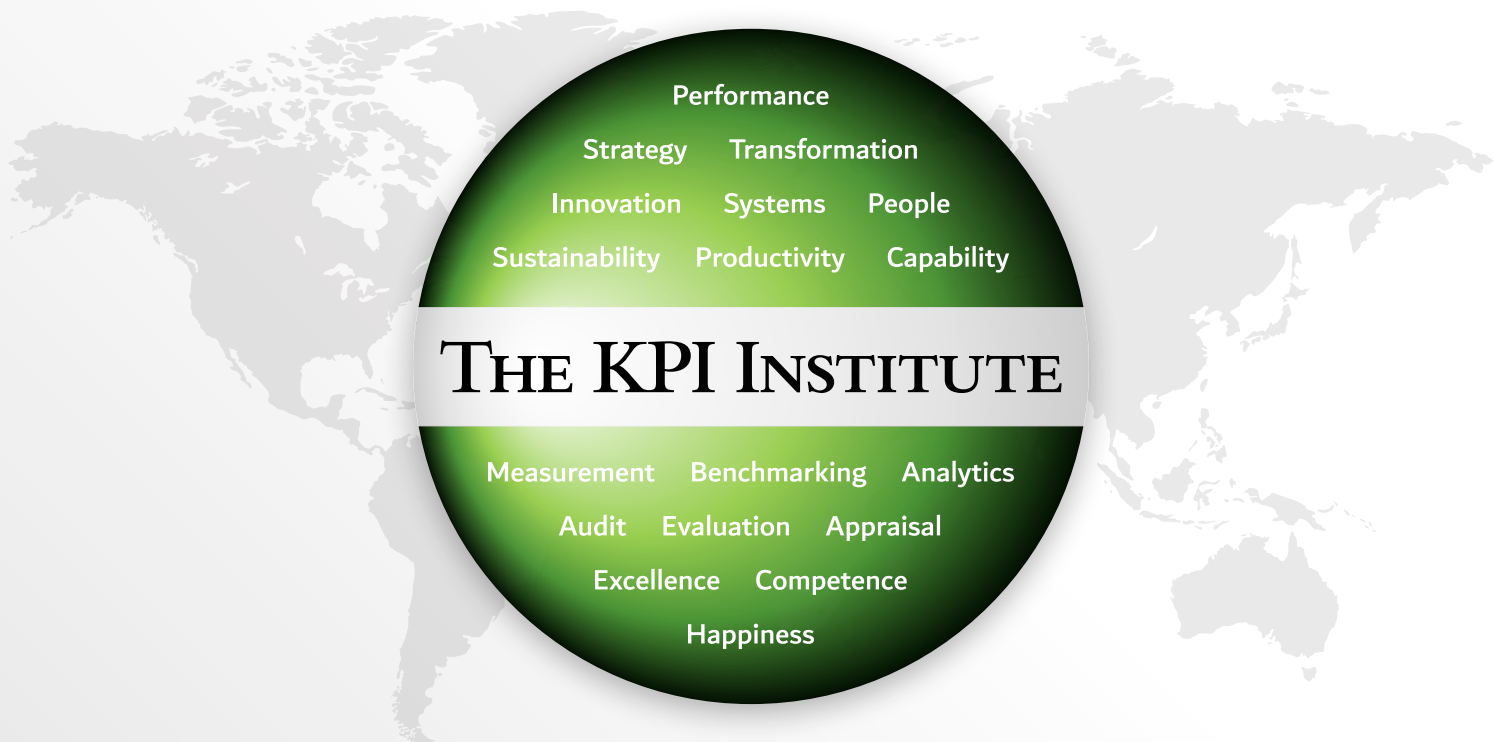 Performance
Strategy Transformation
Innovation Systems People
Sustainability Productivity Capability
The KPI Institute
Measurement Benchmarking Analytics
Audit Evaluation Appraisal
Excellence Competence
Happiness